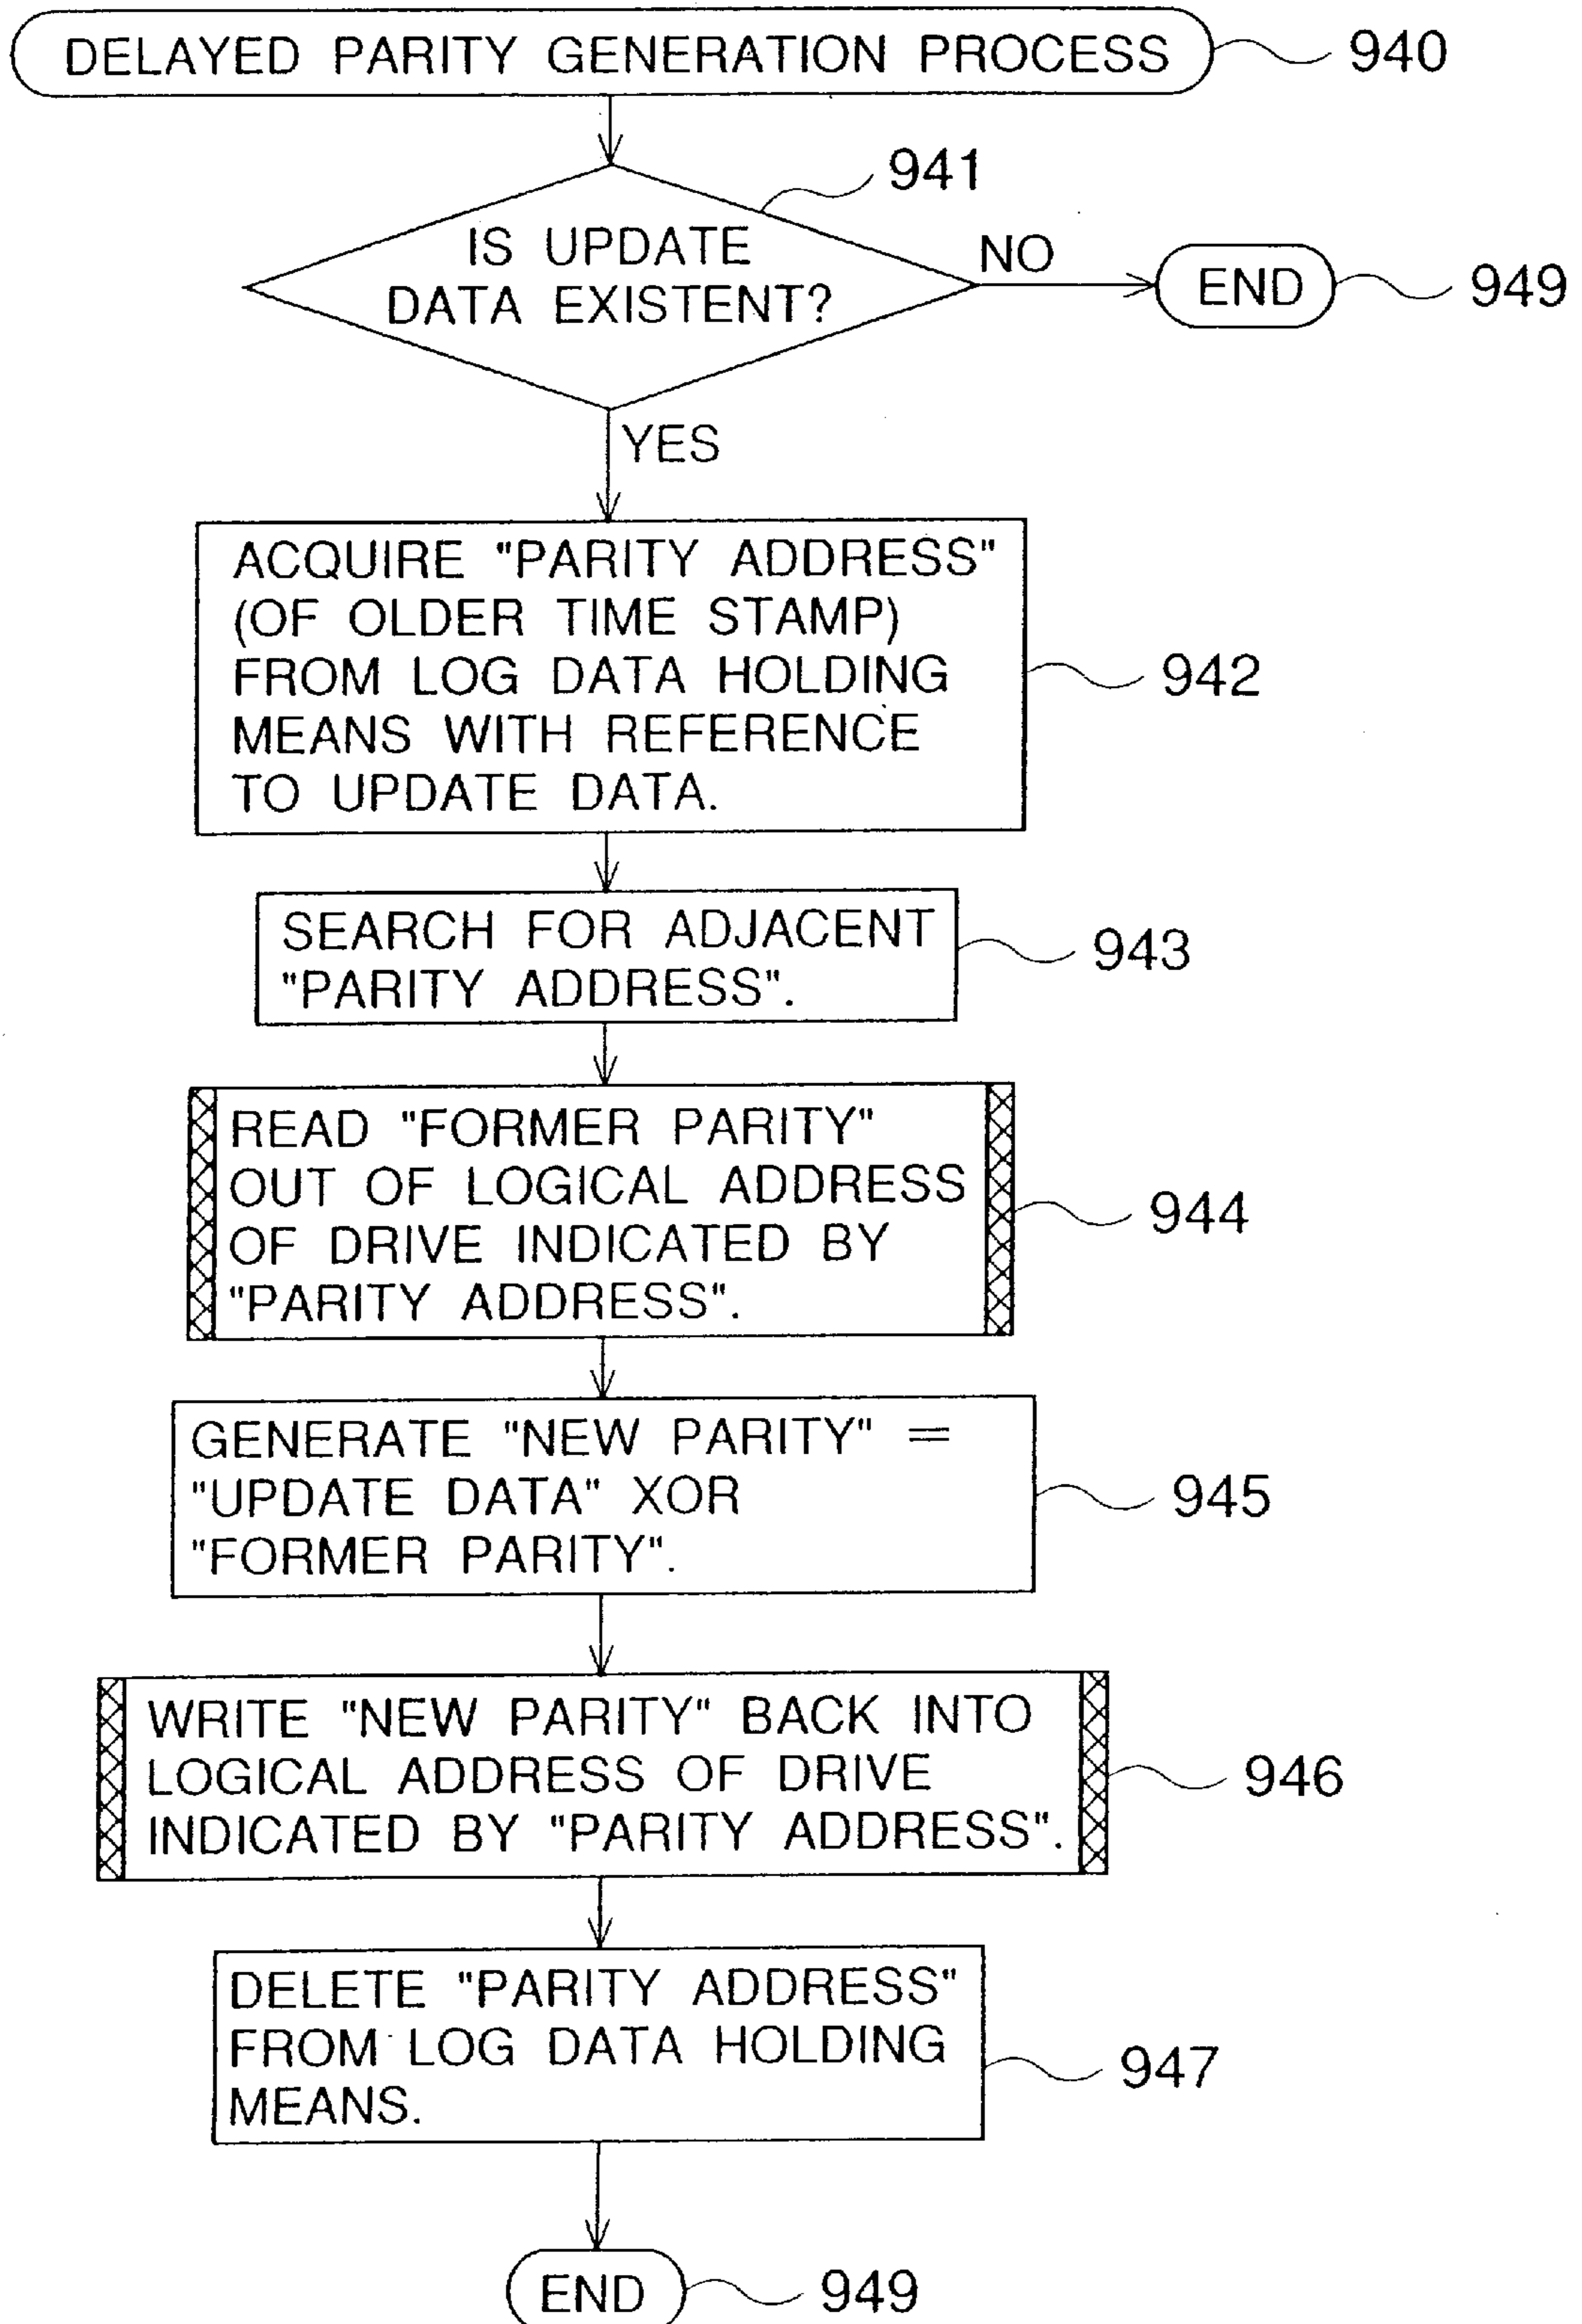 DELAYED PARITY GENERATION PROCESS
940
941
IS UPDATE
DATA EXISTENT?
NO
END
949
YES
ACQUIRE "PARITY ADDRESS"
(OF OLDER TIME STAMP)
FROM LOG DATA HOLDING
MEANS WITH REFERENCE
TO UPDATE DATA.
942
SEARCH FOR ADJACENT
"PARITY ADDRESS".
943
READ "FORMER PARITY"
OUT OF LOGICAL ADDRESS
OF DRIVE INDICATED BY
"PARITY ADDRESS".
944
GENERATE "NEW PARITY" =
"UPDATE DATA" XOR
"FORMER PARITY".
945
WRITE "NEW PARITY" BACK INTO
LOGICAL ADDRESS OF DRIVE
INDICATED BY "PARITY ADDRESS".
946
DELETE "PARITY ADDRESS"
FROM LOG DATA HOLDING
MEANS.
947
END
949